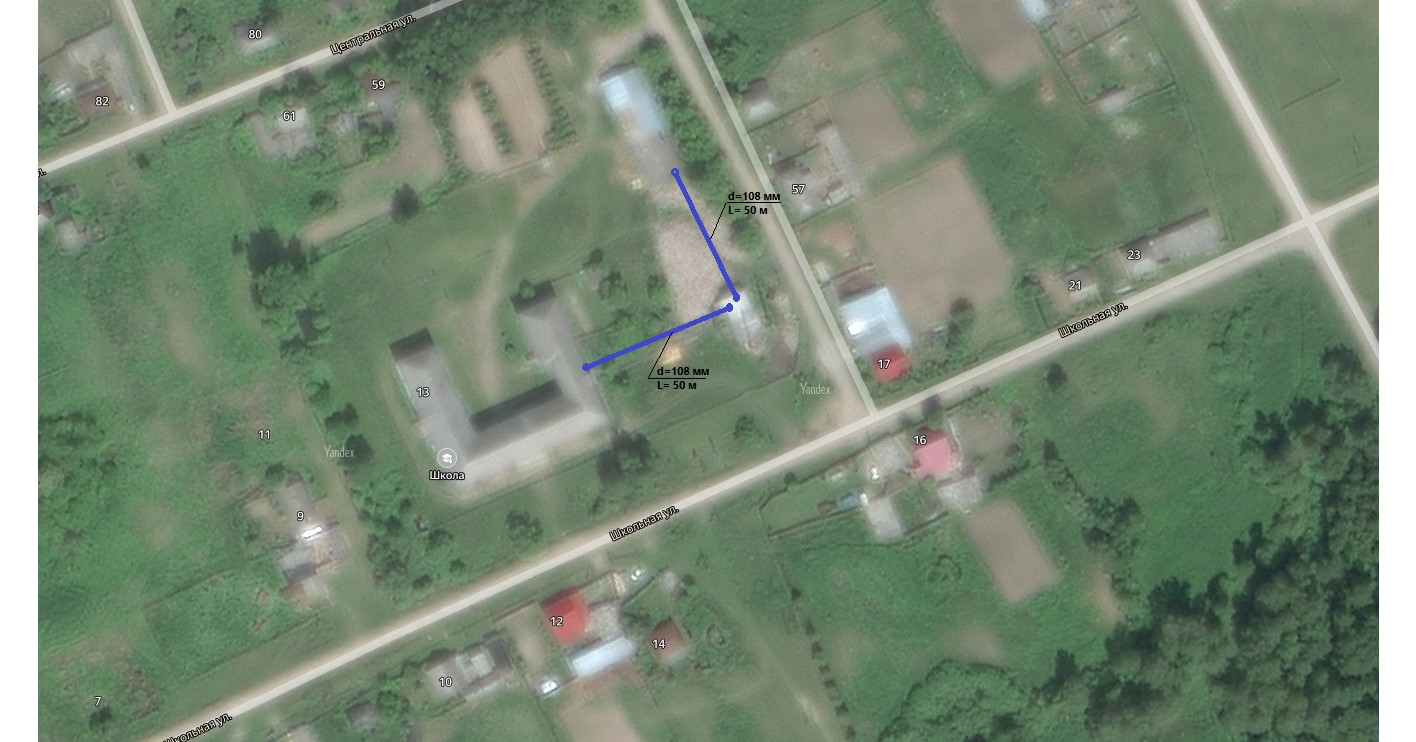 80
Центральная ул.
82
59
61
л.
57
d=108 мм
L= 50 м
23
21
Школьная ул.
17
d=108 мм
L= 50 м
13
Yandex
16
11
Yandex
Школа
9
Школьная ул.
12
14
10
7
Школьная ул.